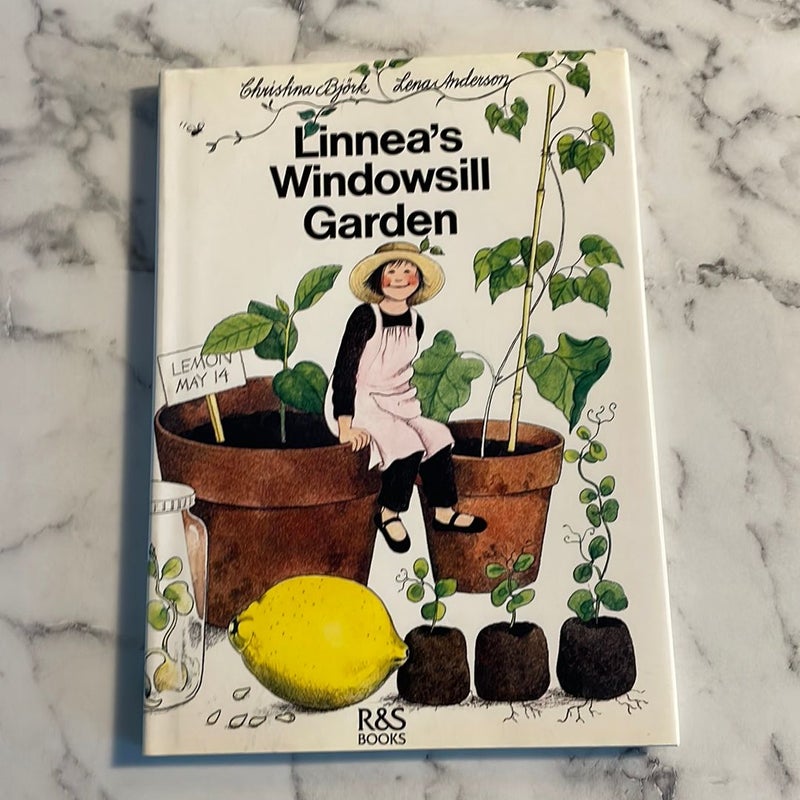 Christina Björk Lena Anderson
Linnea's
Windowsill
Garden
LEMON
MAY 14
R&S
BOOKS